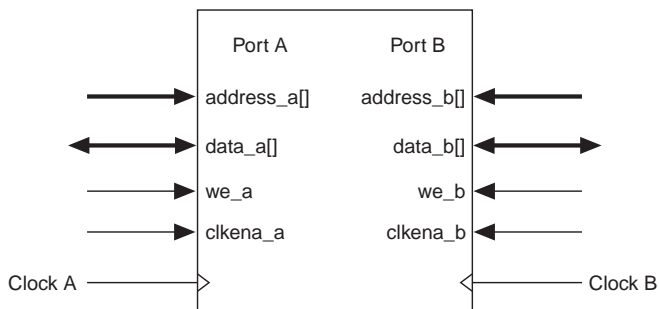 Port A Port B
address_a[] address_b[]
data_a[] data_b[]
we_a we_b
clkena_a clkena_b
Clock A Clock B